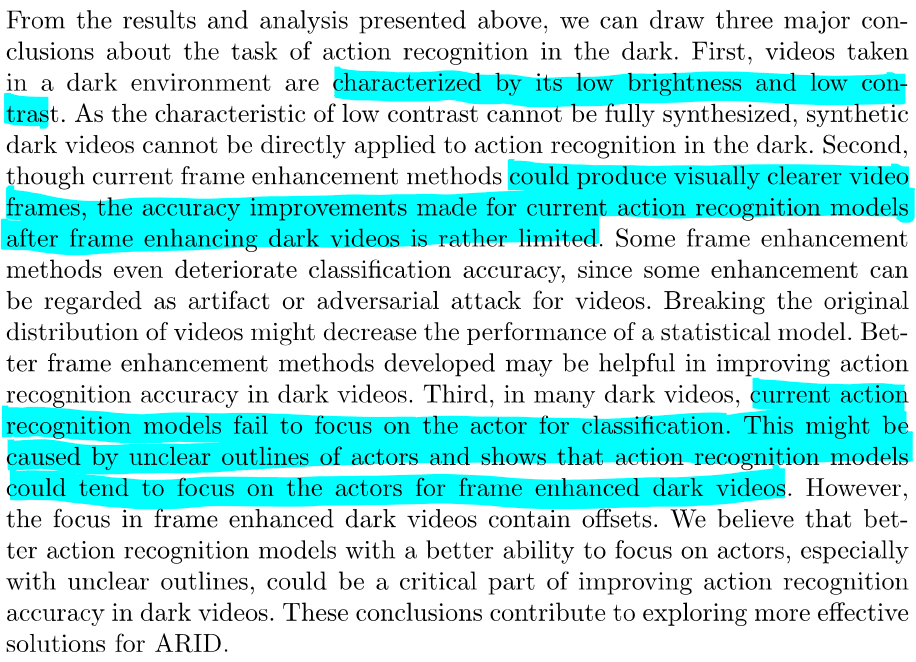 From the results and analysis presented above, we can draw three major con-
clusions about the task of action recognition in the dark. First, videos taken
in a dark environment are characterized by its low brightness and low con-
trast. As the characteristic of low contrast cannot be fully synthesized, synthetic
dark videos cannot be directly applied to action recognition in the dark. Second,
though current frame enhancement methods could produce visually clearer video
frames, the accuracy improvements made for current action recognition models
after frame enhancing dark videos is rather limited. Some frame enhancement
methods even deteriorate classification accuracy, since some enhancement can
be regarded as artifact or adversarial attack for videos. Breaking the original
distribution of videos might decrease the performance of a statistical model. Bet-
ter frame enhancement methods developed may be helpful in improving action
recognition accuracy in dark videos. Third, in many dark videos, current action
recognition models fail to focus on the actor for classification. This might be
caused by unclear outlines of actors and shows that action recognition models
could tend to focus on the actors for frame enhanced dark videos. However,
the focus in frame enhanced dark videos contain offsets. We believe that bet-
ter action recognition models with a better ability to focus on actors, especially
with unclear outlines, could be a critical part of improving action recognition
accuracy in dark videos. These conclusions contribute to exploring more effective
solutions for ARID.